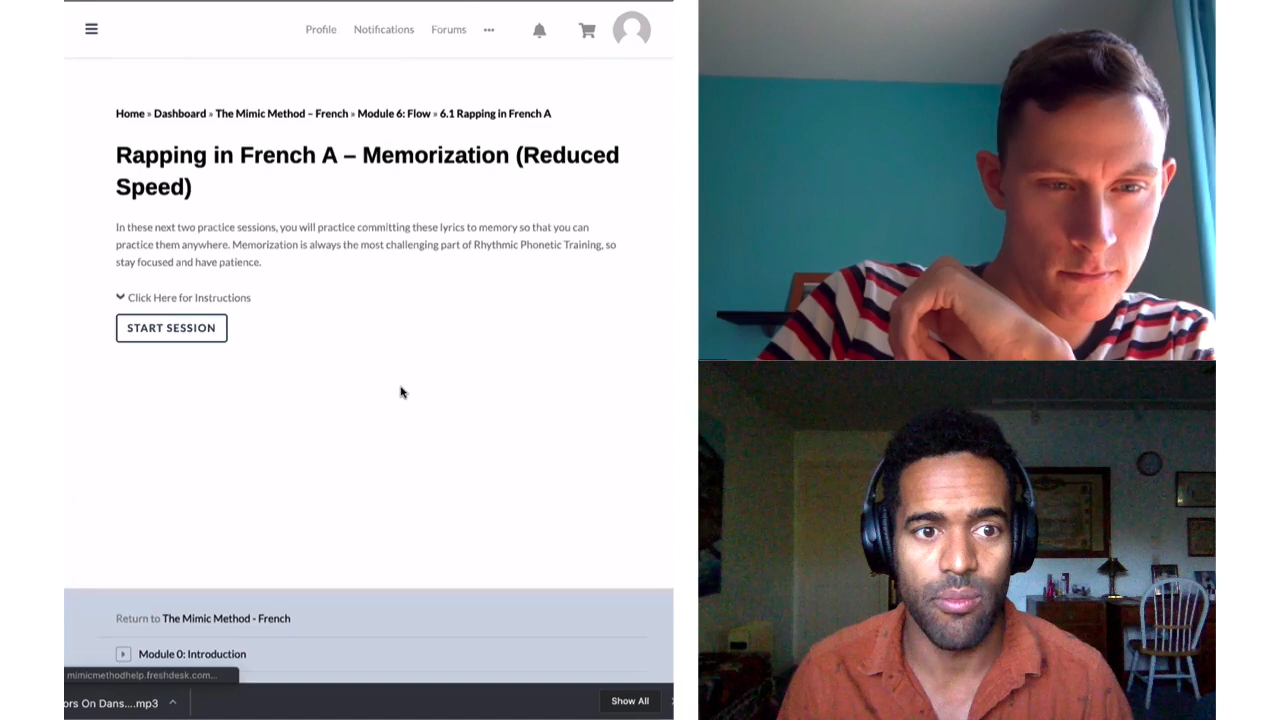 Profile Notifications Forums
Home » Dashboard » The Mimic Method – French » Module 6: Flow » 6.1 Rapping in French A
Rapping in French A – Memorization (Reduced
Speed)
In these next two practice sessions, you will practice committing these lyrics to memory so that you can
practice them anywhere. Memorization is always the most challenging part of Rhythmic Phonetic Training, so
stay focused and have patience.
Click Here for Instructions
START SESSION
Return to The Mimic Method - French
Module 0: Introduction
mimicmethodhelp.freshdesk.com...
ors On Dans....mp3
Show All